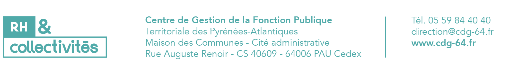 RH &
collectivités
Centre de Gestion de la Fonction Publique
Territoriale des Pyrénées-Atlantiques
Maison des Communes - Cité administrative
Rue Auguste Renoir - CS 40609 - 64006 PAU Cedex
Tél. 05 59 84 40 40
direction@cdg-64.fr
www.cdg-64.fr